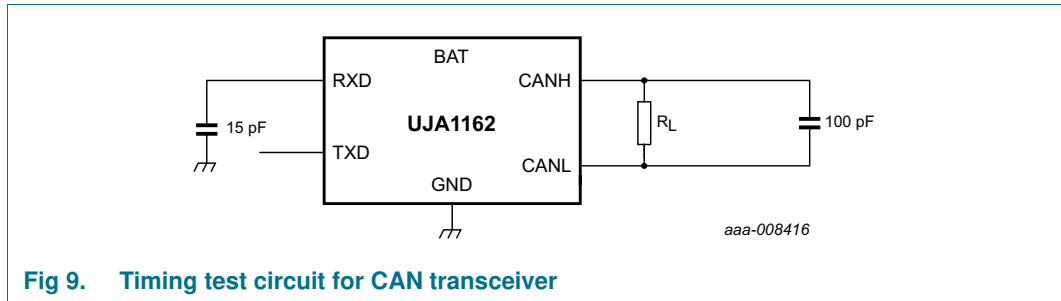 BAT
RXD
CANH
15 pF
UJA1162
RL
100 pF
TXD
CANL
GND
aaa-008416
Fig 9. Timing test circuit for CAN transceiver